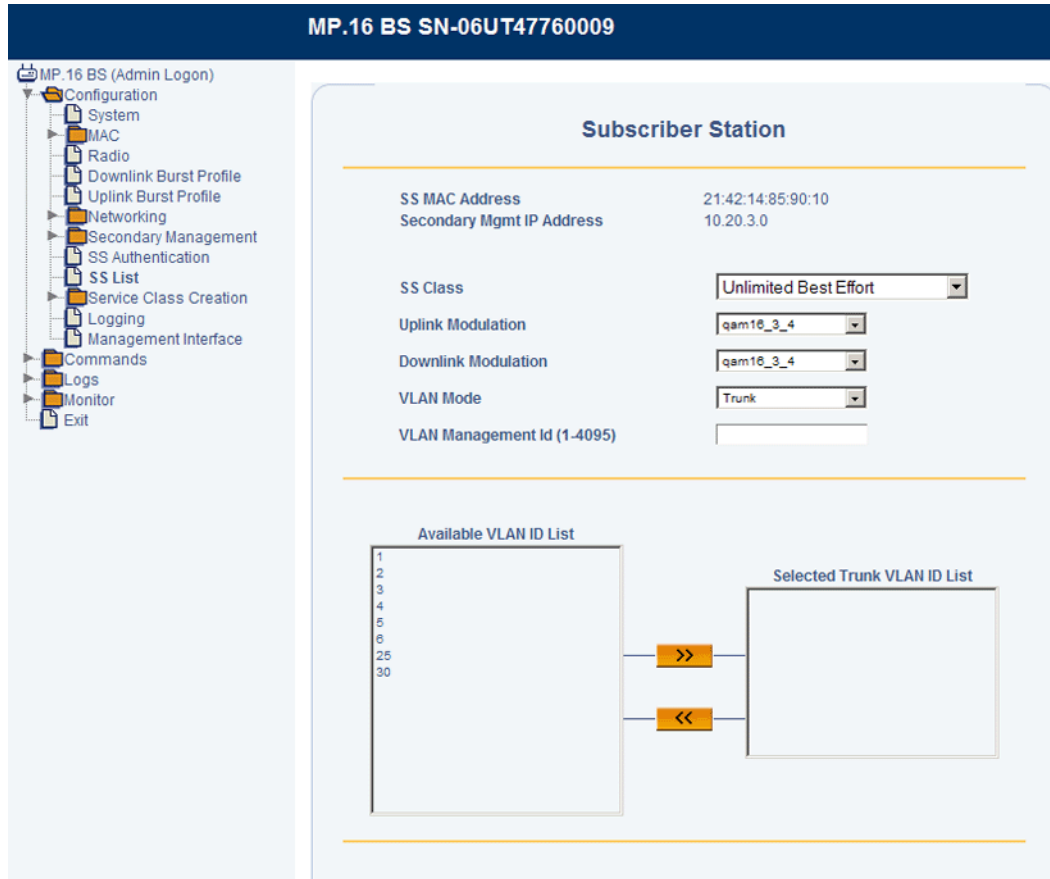 MP.16 BS SN-06UT47760009
MP.16 BS (Admin Logon)
Configuration
System
MAC
Radio
Downlink Burst Profile
Uplink Burst Profile
Networking
Secondary Management
SS Authentication
SS List
Service Class Creation
Logging
Management Interface
Commands
Logs
Monitor
Exit
Subscriber Station
SS MAC Address 21:42:14:85:90:10
Secondary Mgmt IP Address 10.20.3.0
SS Class Unlimited Best Effort
Uplink Modulation qam16_3_4
Downlink Modulation qam16_3_4
VLAN Mode Trunk
VLAN Management Id (1-4095)
Available VLAN ID List
1
2
3
4
5
6
25
30
Selected Trunk VLAN ID List
>>
<<